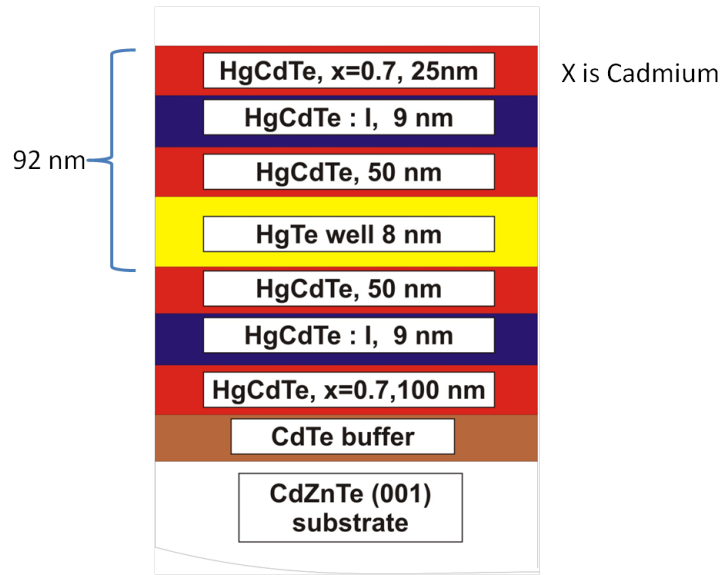 HgCdTe, x=0.7, 25nm
X is Cadmium
HgCdTe : I,  9 nm
92 nm
HgCdTe, 50 nm
HgTe well 8 nm
HgCdTe, 50 nm
HgCdTe : I,  9 nm
HgCdTe, x=0.7,100 nm
CdTe buffer
CdZnTe (001)
substrate